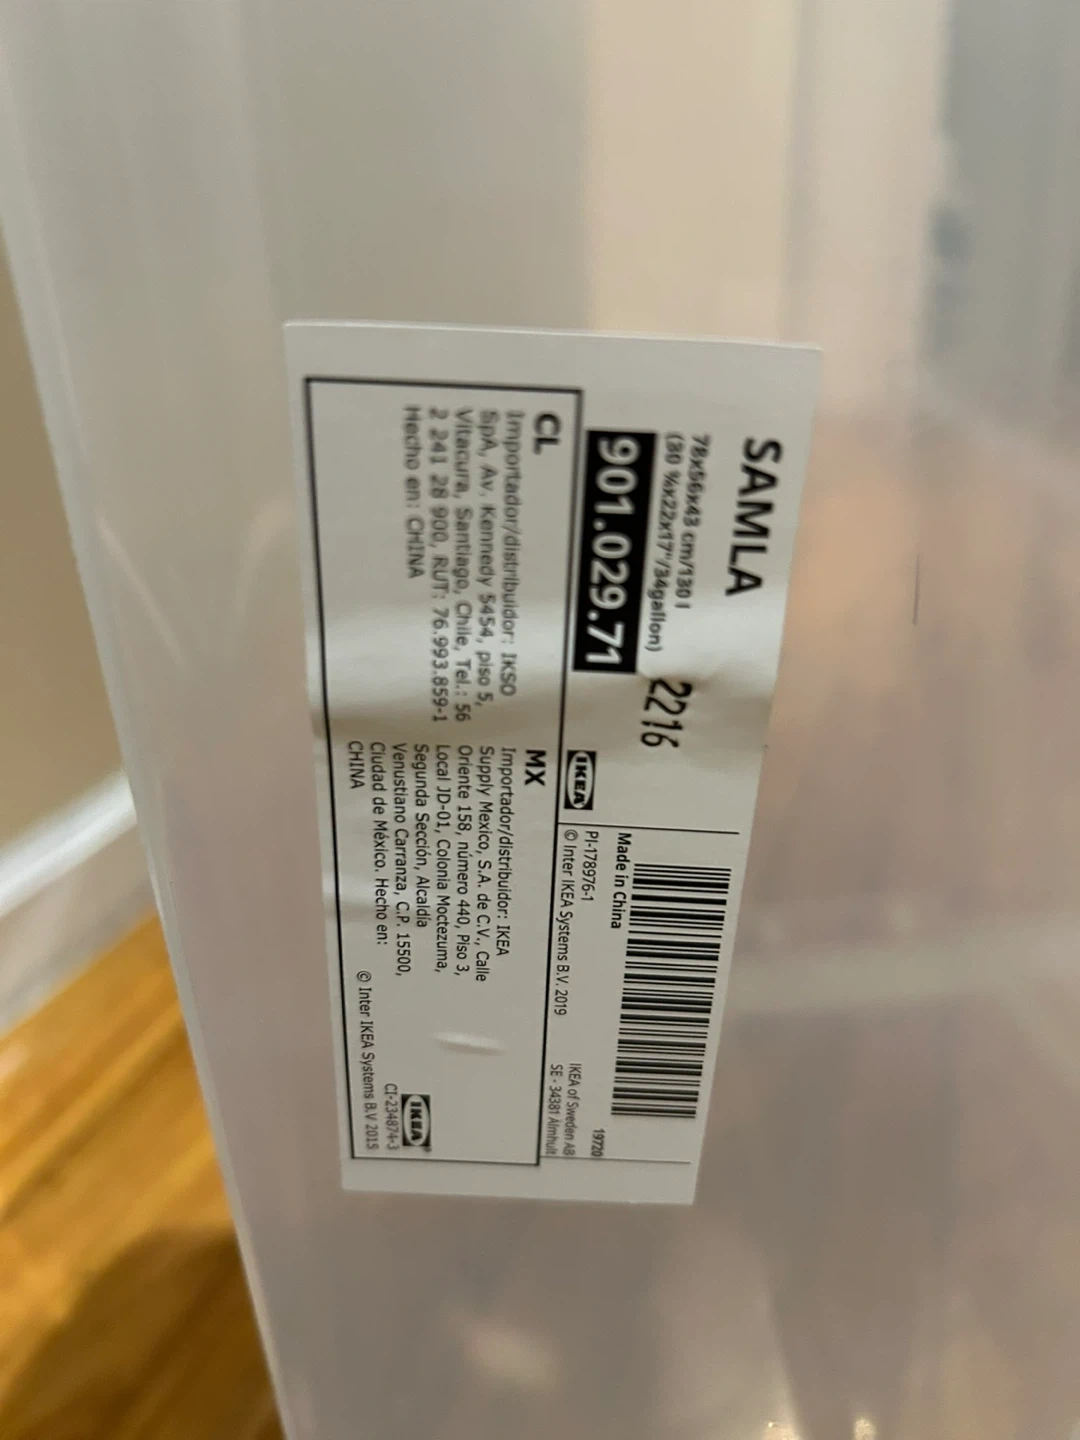 SAMLA
78x56x43 cm/130 l
(30 ¾x22x17"/34gallon)
901.029.71
2216
IKEA
Made in China
PI-178976-1
© Inter IKEA Systems B.V. 2019
19720
IKEA of Sweden AB
SE - 34381 Älmhult
CL
Importador/distribuidor: IKSO
SpA, Av. Kennedy 5454, piso 5,
Vitacura, Santiago, Chile, Tel.: 56
2 241 28 900, RUT: 76.993.859-1
Hecho en: CHINA
MX
Importador/distribuidor: IKEA
Supply Mexico, S.A. de C.V., Calle
Oriente 158, número 440, Piso 3,
Local JD-01, Colonia Moctezuma,
Segunda Sección, Alcaldía
Venustiano Carranza, C.P. 15500,
Ciudad de México. Hecho en:
CHINA
IKEA
CI-234874-3
© Inter IKEA Systems B.V 2015